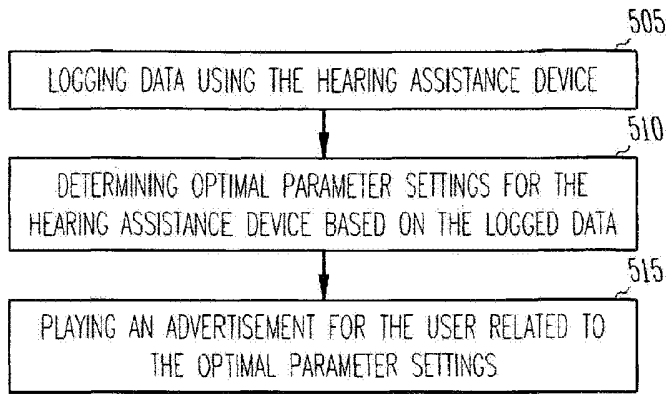 505
LOGGING DATA USING THE HEARING ASSISTANCE DEVICE
510
DETERMINING OPTIMAL PARAMETER SETTINGS FOR THE
HEARING ASSISTANCE DEVICE BASED ON THE LOGGED DATA
515
PLAYING AN ADVERTISEMENT FOR THE USER RELATED TO
THE OPTIMAL PARAMETER SETTINGS